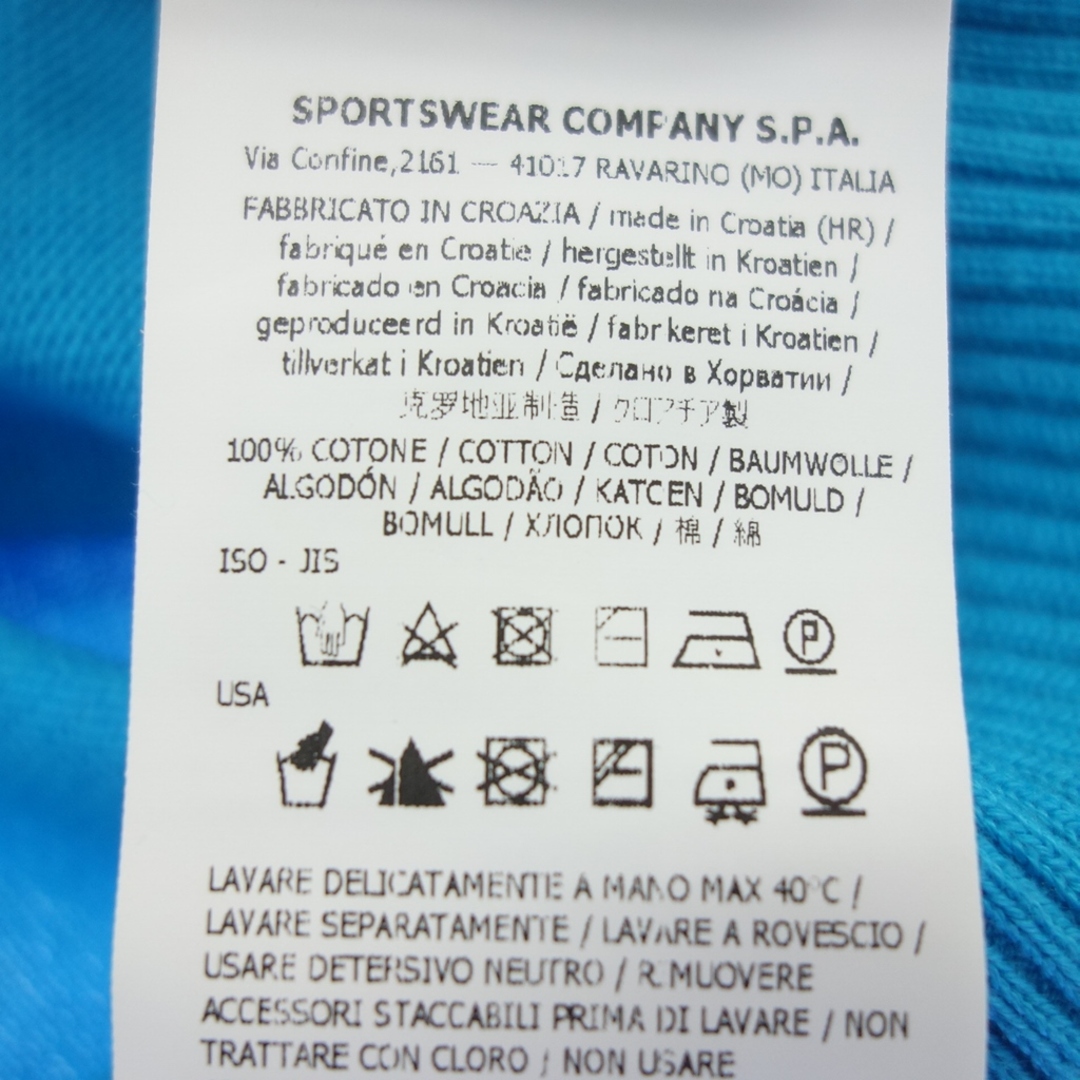 SPORTSWEAR COMPANY S.P.A.
Via Confine,2161 — 41017 RAVARINO (MO) ITALIA
FABBRICATO IN CROAZIA / made in Croatia (HR) /
fabriqué en Croatie / hergestellt in Kroatien /
fabricado en Croacia / fabricado na Croácia /
geproduceerd in Kroatië / fabrikeret i Kroatien /
tillverkat i Kroatien / Сделано в Хорватии /
克罗地亚制造 / クロアチア製
100% COTONE / COTTON / COTON / BAUMWOLLE /
ALGODÓN / ALGODÃO / KATOEN / BOMULD /
BOMULL / ХЛОПОК / 棉 / 綿
ISO - JIS
P
USA
P
LAVARE DELICATAMENTE A MANO MAX 40°C /
LAVARE SEPARATAMENTE / LAVARE A ROVESCIO /
USARE DETERSIVO NEUTRO / RIMUOVERE
ACCESSORI STACCABILI PRIMA DI LAVARE / NON
TRATTARE CON CLORO / NON USARE